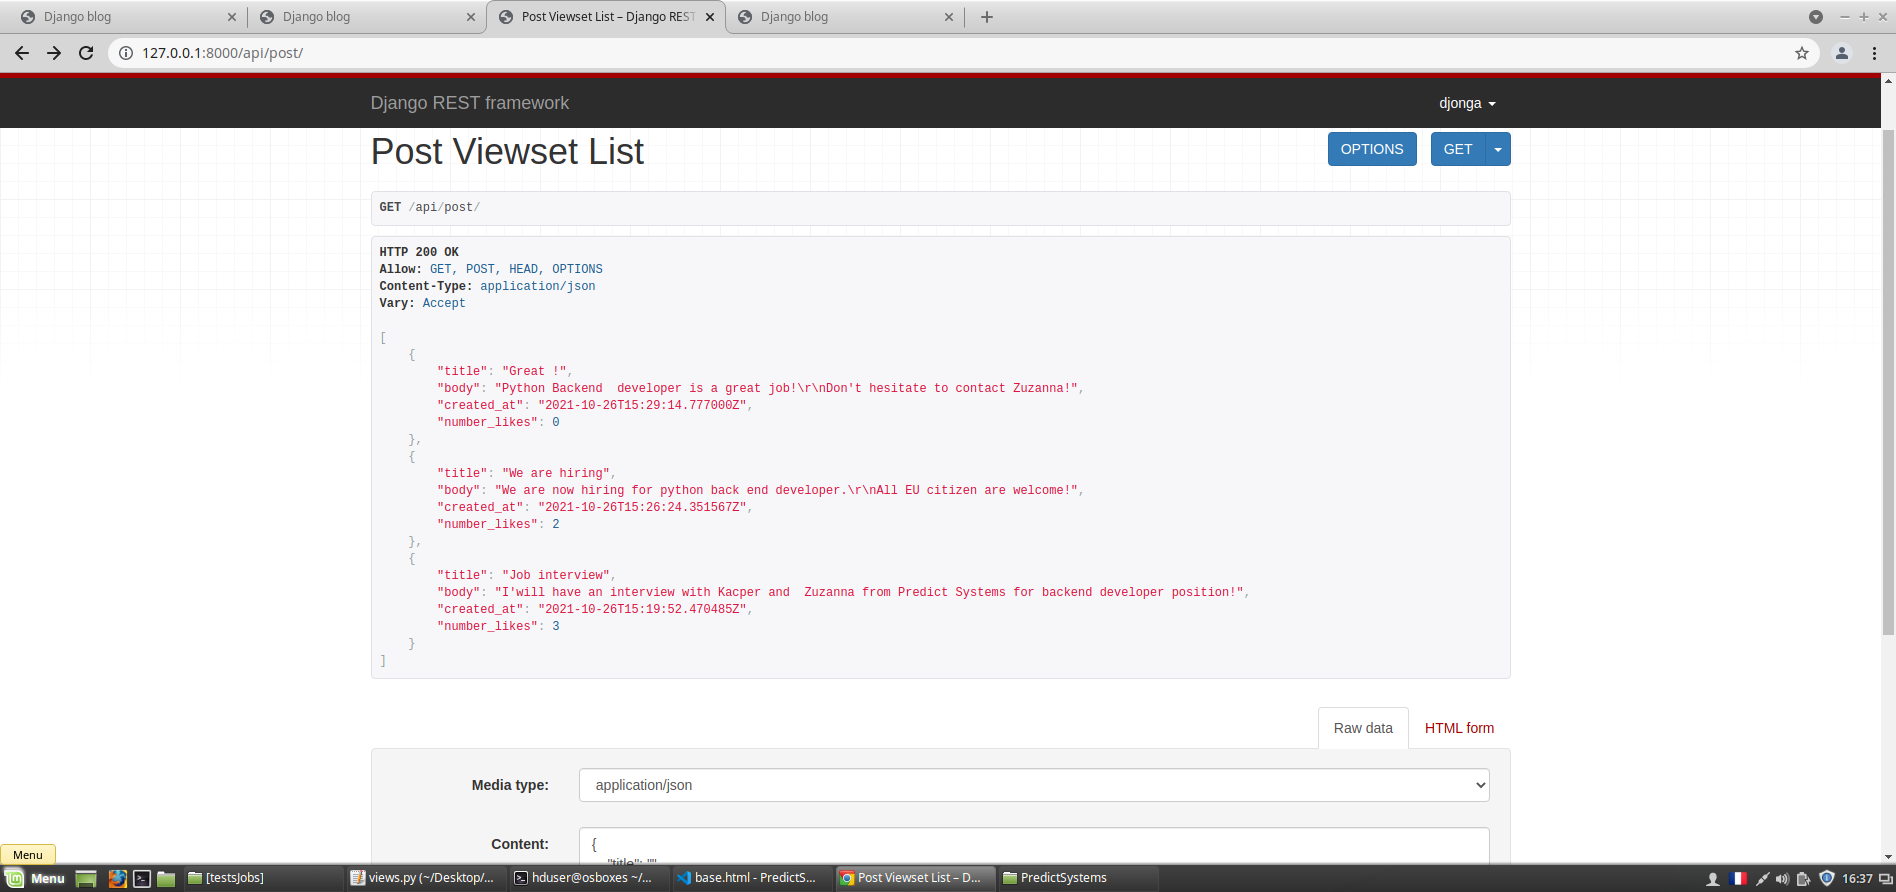 Django blog
Django blog
Post Viewset List – Django REST
Django blog
127.0.0.1:8000/api/post/
Django REST framework
djonga
Post Viewset List
OPTIONS
GET
GET /api/post/
HTTP 200 OK
Allow: GET, POST, HEAD, OPTIONS
Content-Type: application/json
Vary: Accept
[
    {
        "title": "Great !",
        "body": "Python Backend  developer is a great job!\r\nDon't hesitate to contact Zuzanna!",
        "created_at": "2021-10-26T15:29:14.777000Z",
        "number_likes": 0
    },
    {
        "title": "We are hiring",
        "body": "We are now hiring for python back end developer.\r\nAll EU citizen are welcome!",
        "created_at": "2021-10-26T15:26:24.351567Z",
        "number_likes": 2
    },
    {
        "title": "Job interview",
        "body": "I'will have an interview with Kacper and  Zuzanna from Predict Systems for backend developer position!",
        "created_at": "2021-10-26T15:19:52.470485Z",
        "number_likes": 3
    }
]
Raw data
HTML form
Media type:
application/json
Content:
{
"title": ""
Menu
Menu
[testsJobs]
views.py (~/Desktop/...
hduser@osboxes ~/...
base.html - PredictS...
Post Viewset List – D...
PredictSystems
16:37